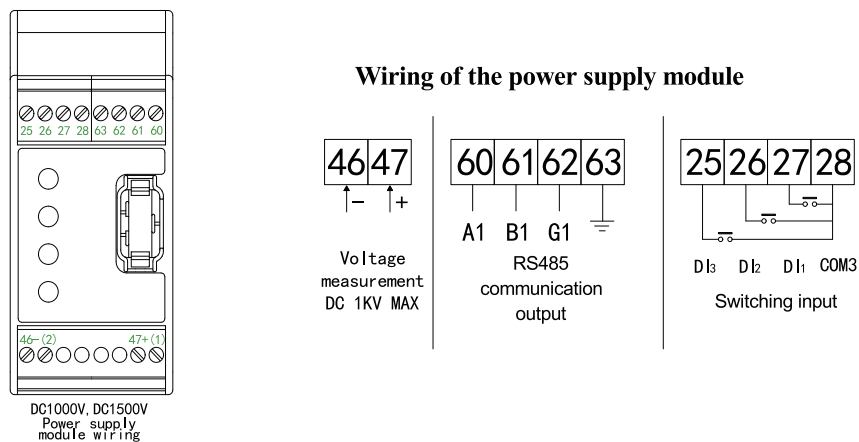 25 26 27 28 63 62 61 60
46-(2) 47+(1)
DC1000V, DC1500V
Power supply
module wiring
Wiring of the power supply module
46 47
- +
Voltage
measurement
DC 1KV MAX
60 61 62 63
A1 B1 G1
RS485
communication
output
25 26 27 28
DI3 DI2 DI1 COM3
Switching input